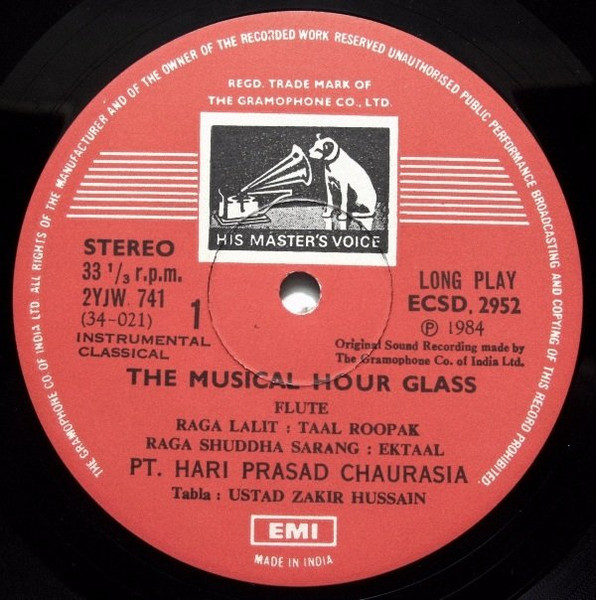 THE GRAMOPHONE CO. OF INDIA LTD. ALL RIGHTS OF THE MANUFACTURER AND OF THE OWNER OF THE RECORDED WORK RESERVED UNAUTHORISED PUBLIC PERFORMANCE BROADCASTING AND COPYING OF THIS RECORD PROHIBITED.
REGD. TRADE MARK OF
THE GRAMOPHONE CO., LTD.
HIS MASTER'S VOICE
STEREO
33 1/3 r.p.m.
2YJW 741
(34-021)
1
INSTRUMENTAL
CLASSICAL
LONG PLAY
ECSD. 2952
Ⓟ 1984
Original Sound Recording made by
The Gramophone Co. of India Ltd.
THE MUSICAL HOUR GLASS
FLUTE
RAGA LALIT : TAAL ROOPAK
RAGA SHUDDHA SARANG : EKTAAL
PT. HARI PRASAD CHAURASIA
Tabla : USTAD ZAKIR HUSSAIN
EMI
MADE IN INDIA